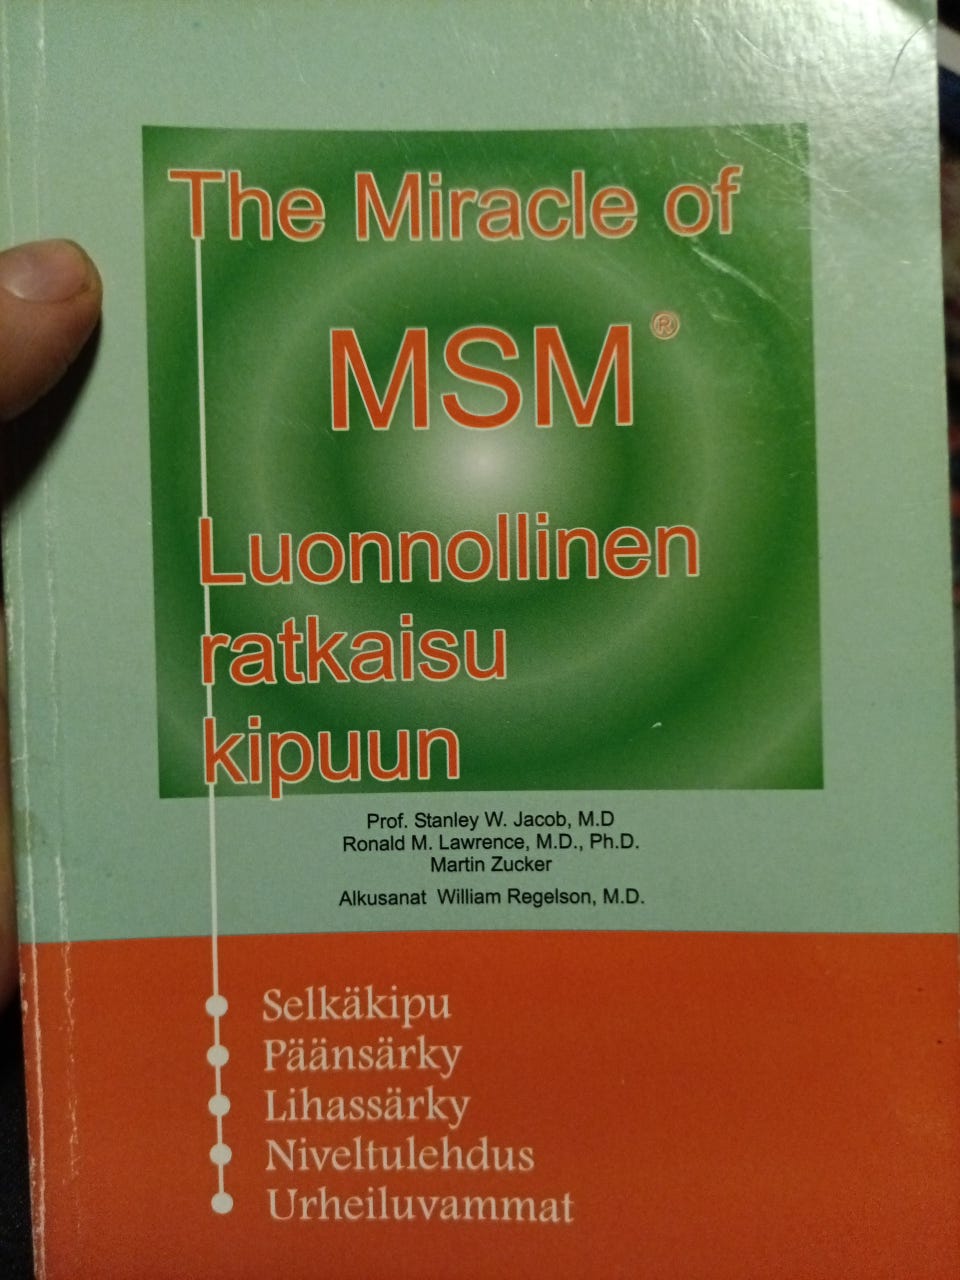 The Miracle of
MSM®
Luonnollinen
ratkaisu
kipuun
Prof. Stanley W. Jacob, M.D
Ronald M. Lawrence, M.D., Ph.D.
Martin Zucker
Alkusanat William Regelson, M.D.
Selkäkipu
Päänsärky
Lihassärky
Niveltulehdus
Urheiluvammat